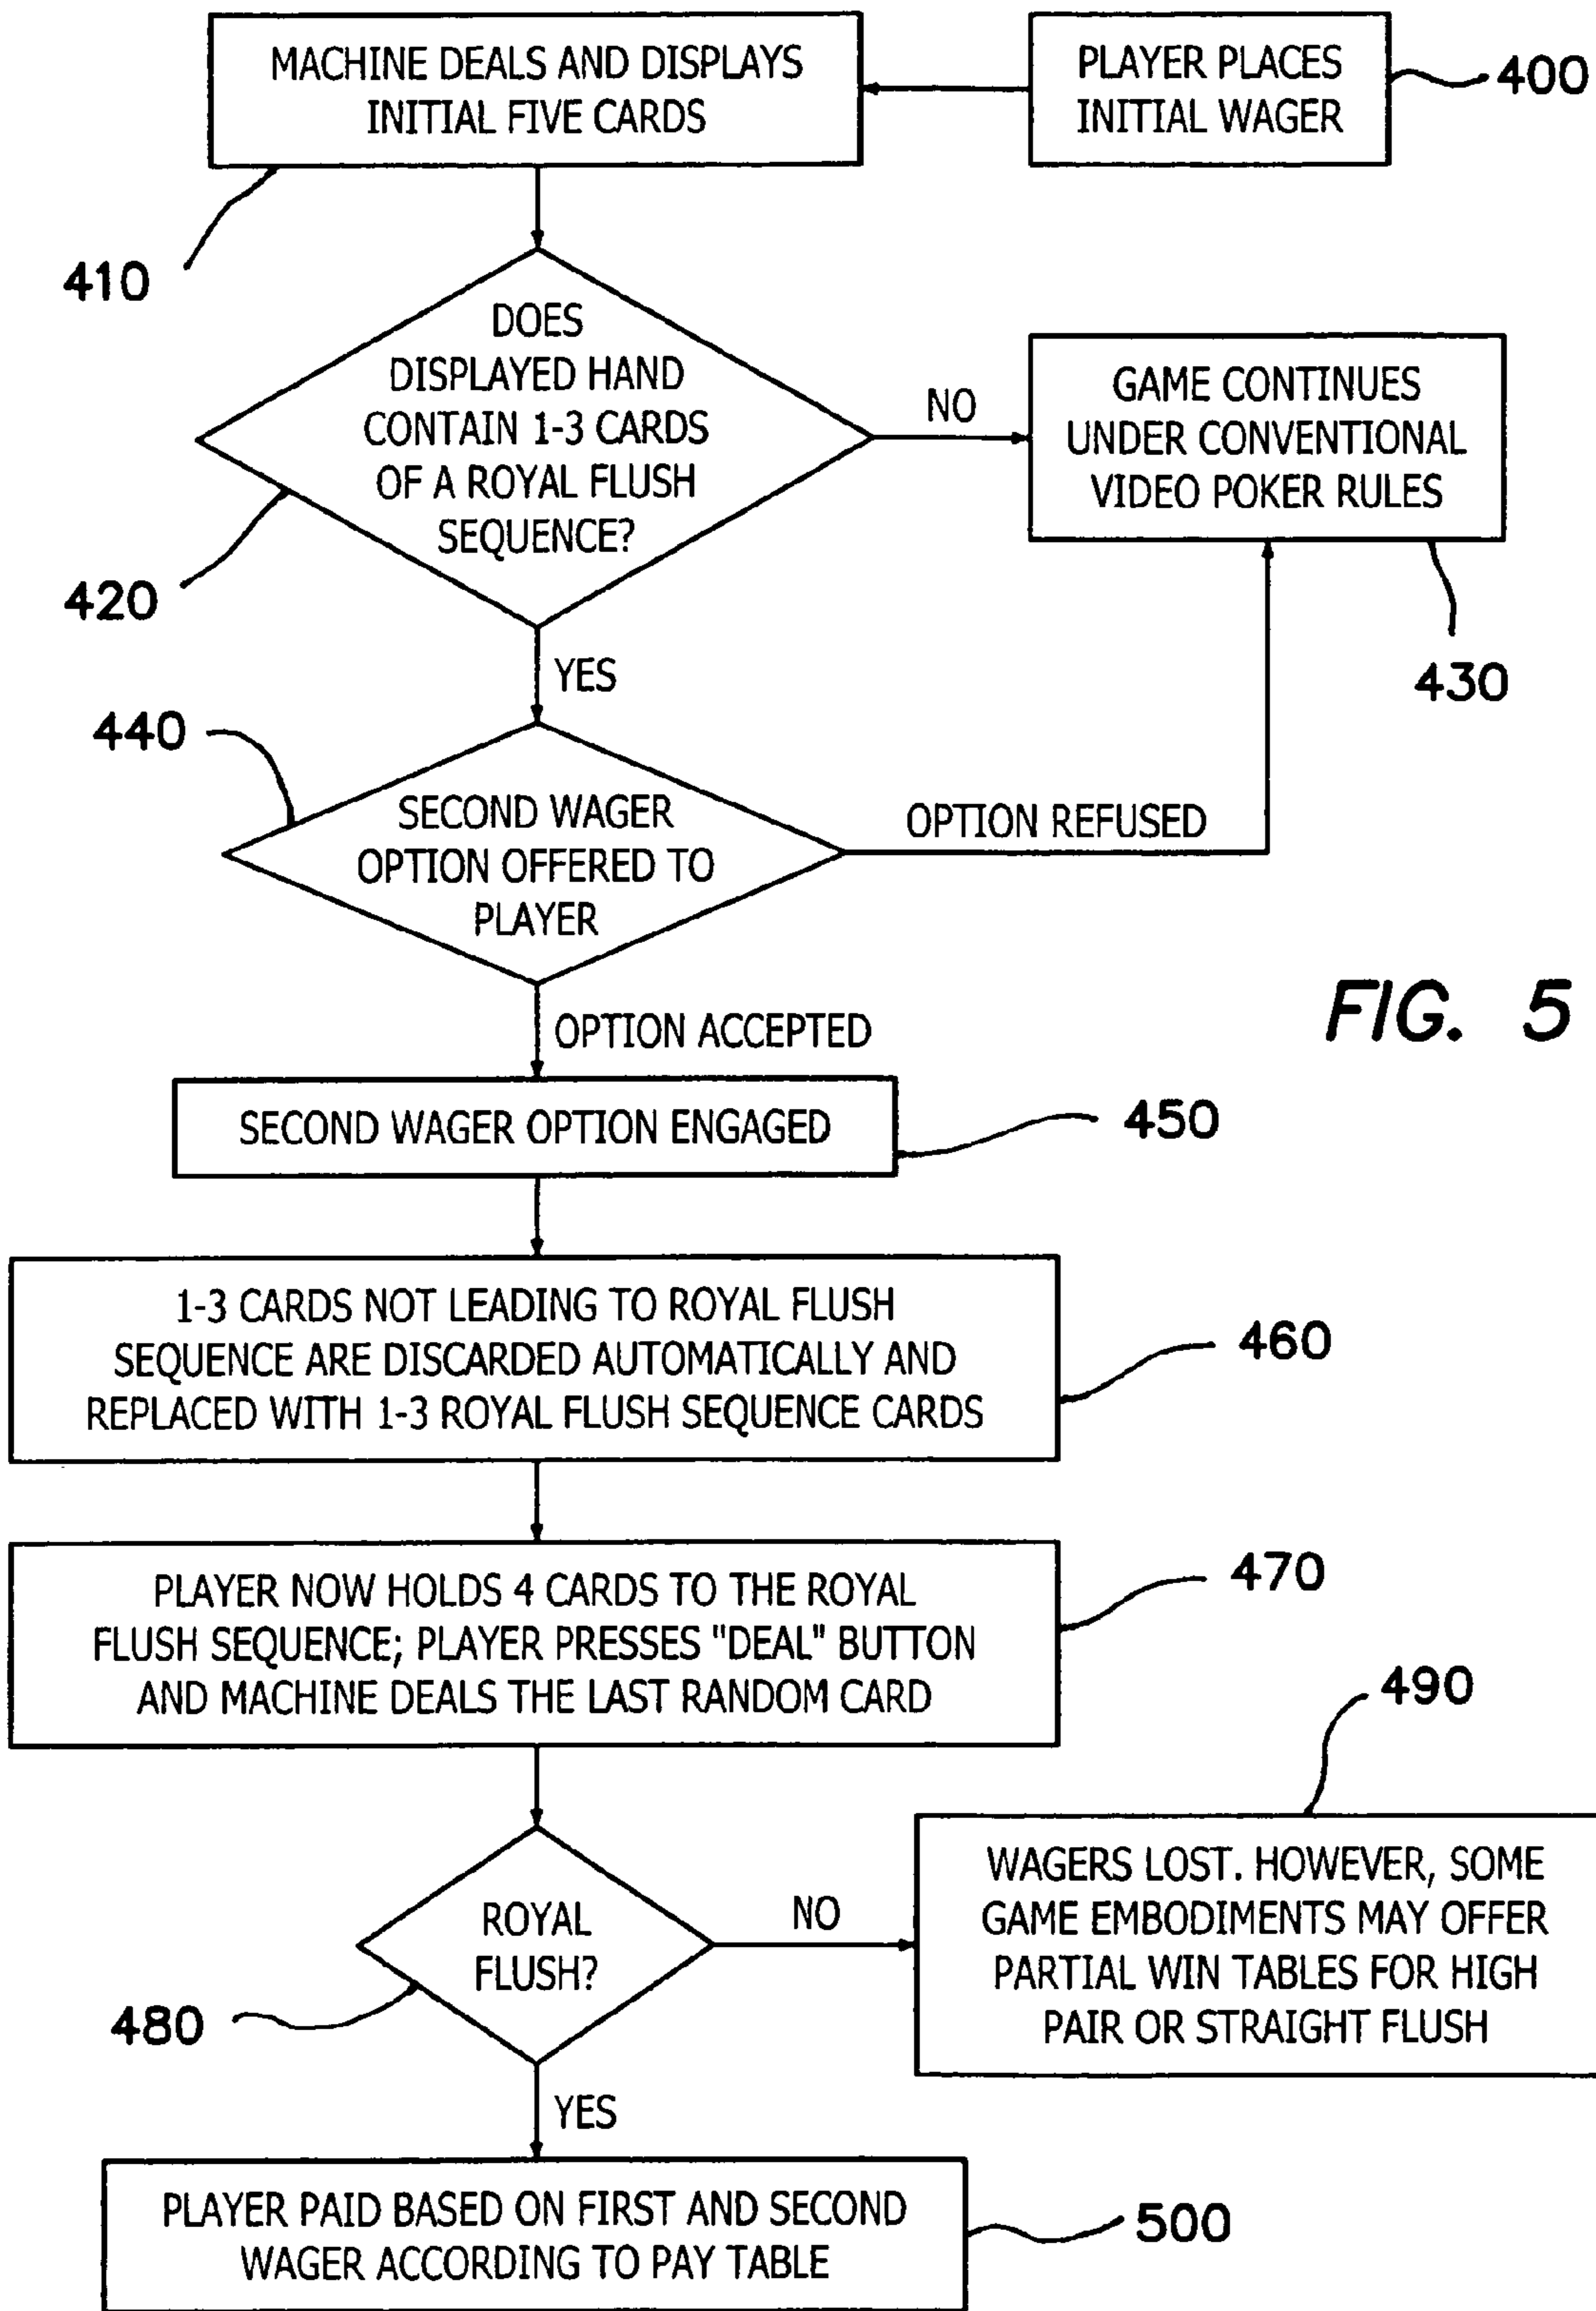 MACHINE DEALS AND DISPLAYS
INITIAL FIVE CARDS
PLAYER PLACES
INITIAL WAGER
400
410
DOES
DISPLAYED HAND
CONTAIN 1-3 CARDS
OF A ROYAL FLUSH
SEQUENCE?
420
NO
GAME CONTINUES
UNDER CONVENTIONAL
VIDEO POKER RULES
430
YES
440
SECOND WAGER
OPTION OFFERED TO
PLAYER
OPTION REFUSED
FIG. 5
OPTION ACCEPTED
SECOND WAGER OPTION ENGAGED
450
1-3 CARDS NOT LEADING TO ROYAL FLUSH
SEQUENCE ARE DISCARDED AUTOMATICALLY AND
REPLACED WITH 1-3 ROYAL FLUSH SEQUENCE CARDS
460
PLAYER NOW HOLDS 4 CARDS TO THE ROYAL
FLUSH SEQUENCE; PLAYER PRESSES "DEAL" BUTTON
AND MACHINE DEALS THE LAST RANDOM CARD
470
490
ROYAL
FLUSH?
480
NO
WAGERS LOST. HOWEVER, SOME
GAME EMBODIMENTS MAY OFFER
PARTIAL WIN TABLES FOR HIGH
PAIR OR STRAIGHT FLUSH
YES
PLAYER PAID BASED ON FIRST AND SECOND
WAGER ACCORDING TO PAY TABLE
500